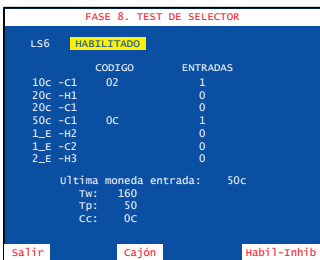 FASE 8. TEST DE SELECTOR
LS6 HABILITADO
CODIGO ENTRADAS
10c -C1 02 1
20c -H1 0
20c -C1 0
50c -C1 0C 1
1_E -H2 0
1_E -C2 0
2_E -H3 0
Ultima moneda entrada: 50c
Tw: 160
Tp: 50
Cc: 0C
Salir Cajón Habil-Inhib